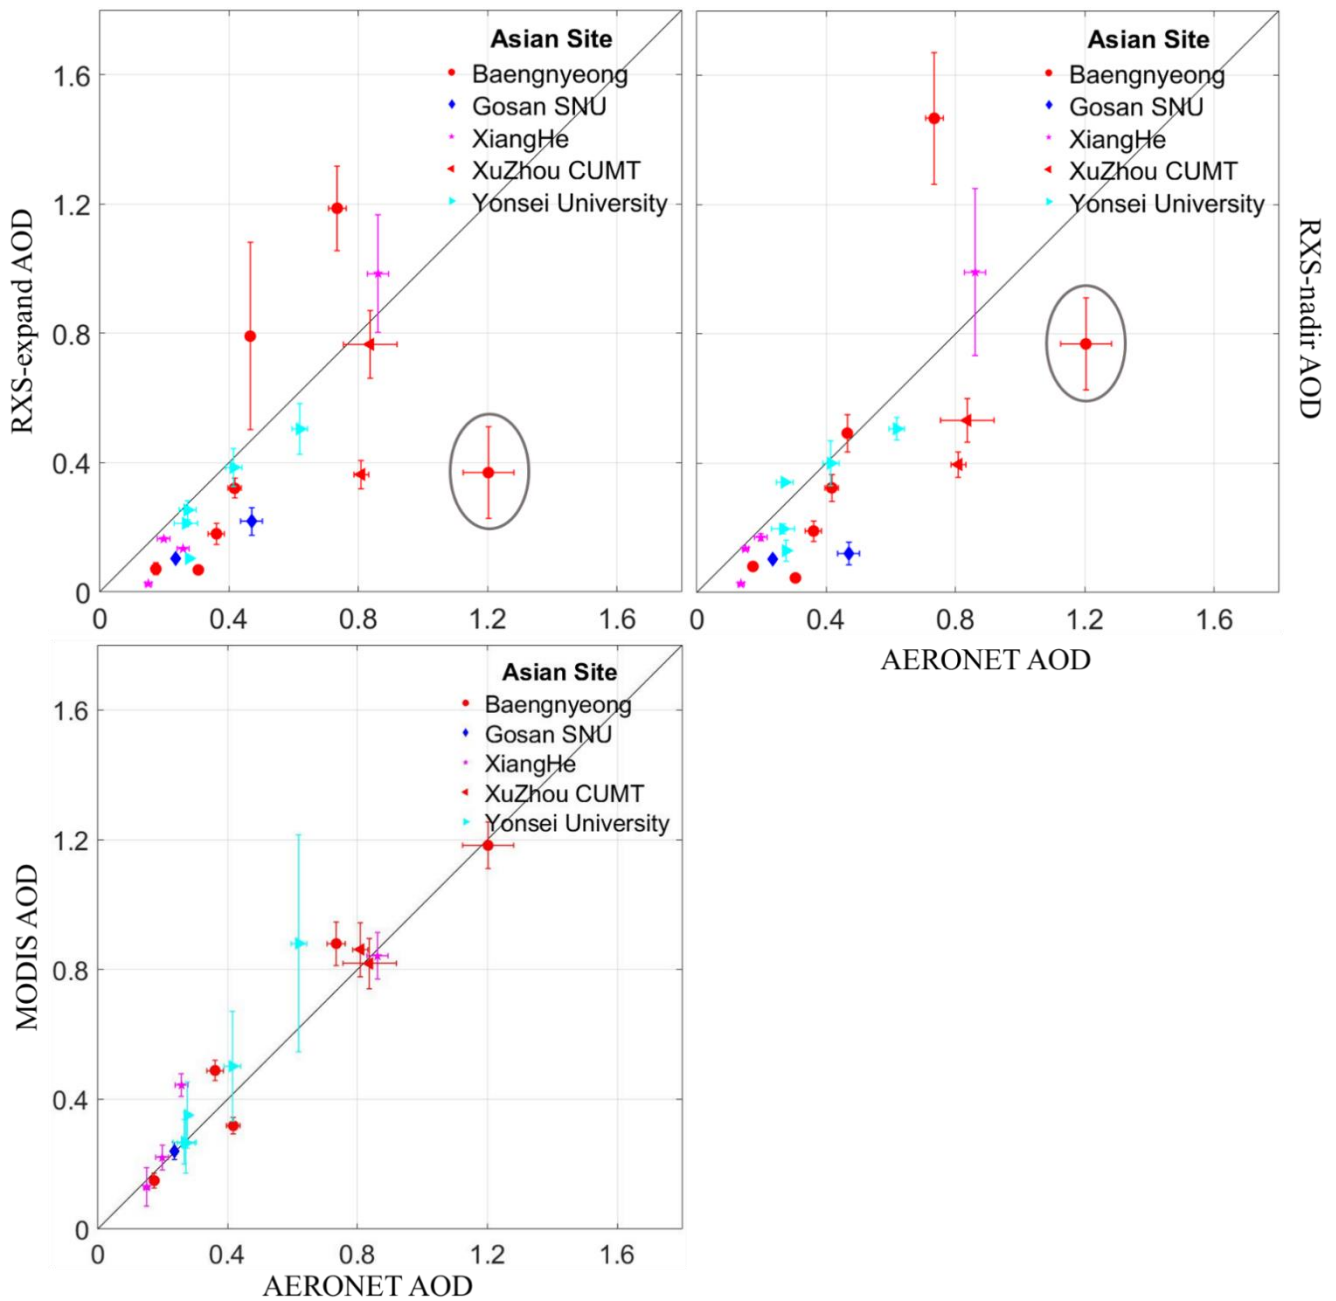 RXS-expand AOD
1.6
1.2
0.8
0.4
0
Asian Site
Baengnyeong
Gosan SNU
XiangHe
XuZhou CUMT
Yonsei University
0 0.4 0.8 1.2 1.6
RXS-nadir AOD
Asian Site
Baengnyeong
Gosan SNU
XiangHe
XuZhou CUMT
Yonsei University
0 0.4 0.8 1.2 1.6
AERONET AOD
MODIS AOD
1.6
1.2
0.8
0.4
0
Asian Site
Baengnyeong
Gosan SNU
XiangHe
XuZhou CUMT
Yonsei University
0 0.4 0.8 1.2 1.6
AERONET AOD